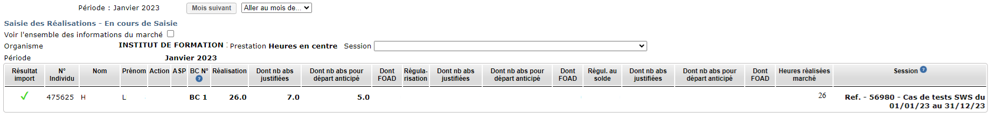 Période : Janvier 2023 Mois suivant Aller au mois de...
Saisie des Réalisations - En cours de Saisie
Voir l'ensemble des informations du marché
Organisme INSTITUT DE FORMATION : Prestation Heures en centre Session
Période Janvier 2023
Résultat import N° Individu Nom Prénom Action ASP BC N° ? Réalisation Dont nb abs justifiées Dont nb abs pour départ anticipé Dont FOAD Régula-risation Dont nb abs justifiées Dont nb abs pour départ anticipé Dont FOAD Régul. au solde Dont nb abs justifiées Dont nb abs pour départ anticipé Dont FOAD Heures réalisées marché Session ?
475625 H L BC 1 26.0 7.0 5.0 26 Ref. - 56980 - Cas de tests SWS du
01/01/23 au 31/12/23